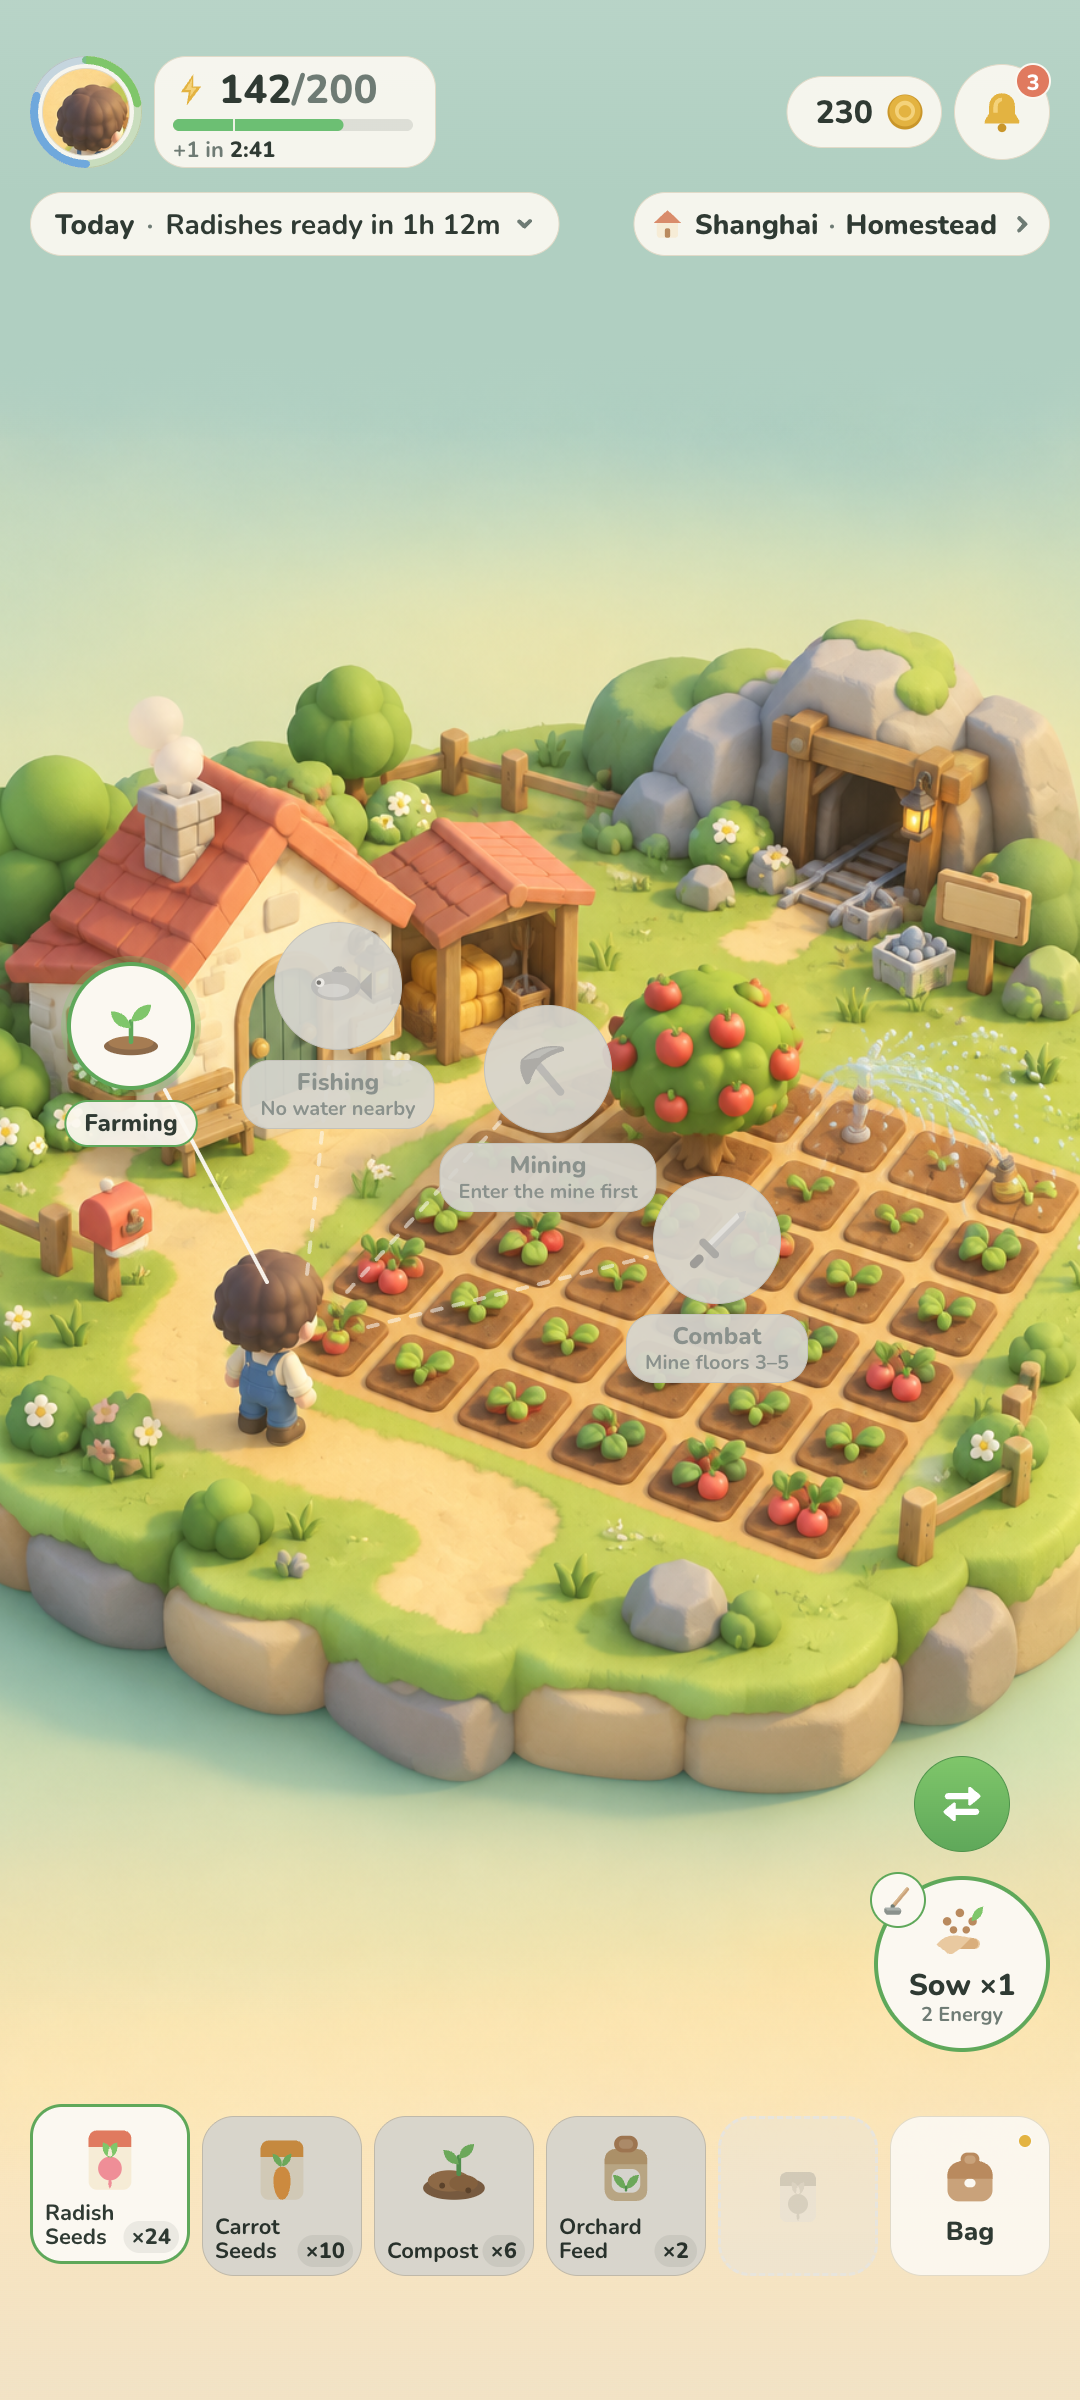 142/200
+1 in 2:41
230
3
Today · Radishes ready in 1h 12m
Shanghai · Homestead
Farming
Fishing
No water nearby
Mining
Enter the mine first
Combat
Mine floors 3–5
Sow ×1
2 Energy
Radish
Seeds ×24
Carrot
Seeds ×10
Compost ×6
Orchard
Feed ×2
Bag